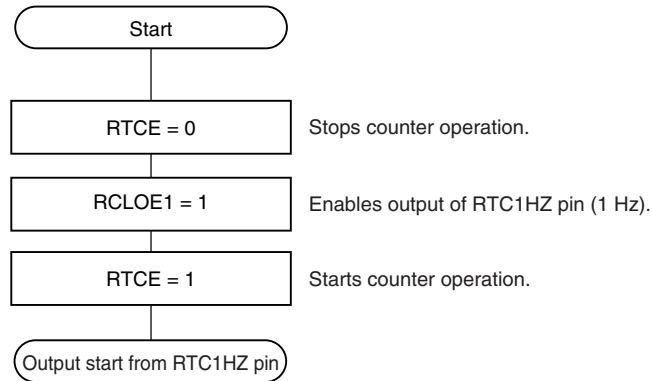 Start
RTCE = 0
Stops counter operation.
RCLOE1 = 1
Enables output of RTC1HZ pin (1 Hz).
RTCE = 1
Starts counter operation.
Output start from RTC1HZ pin